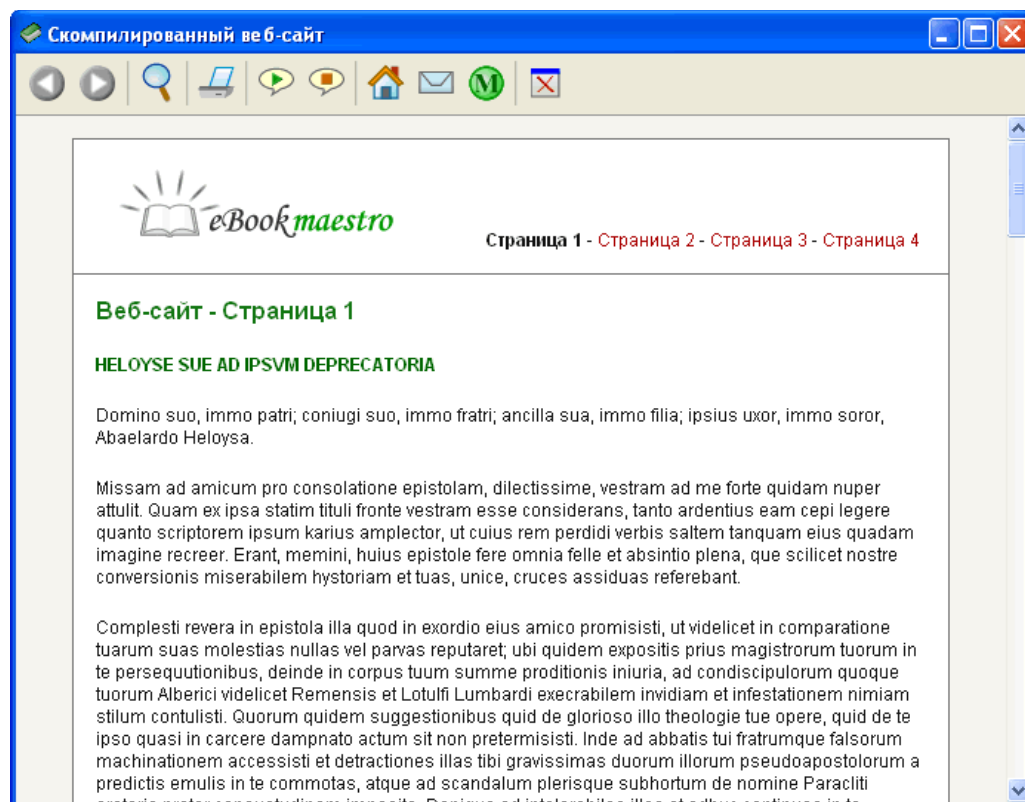 Скомпилированный веб-сайт
M
eBookmaestro
Страница 1 - Страница 2 - Страница 3 - Страница 4
Веб-сайт - Страница 1
HELOYSE SUE AD IPSVM DEPRECATORIA
Domino suo, immo patri; coniugi suo, immo fratri; ancilla sua, immo filia; ipsius uxor, immo soror,
Abaelardo Heloysa.
Missam ad amicum pro consolatione epistolam, dilectissime, vestram ad me forte quidam nuper
attulit. Quam ex ipsa statim tituli fronte vestram esse considerans, tanto ardentius eam cepi legere
quanto scriptorem ipsum karius amplector, ut cuius rem perdidi verbis saltem tanquam eius quadam
imagine recreer. Erant, memini, huius epistole fere omnia felle et absintio plena, que scilicet nostre
conversionis miserabilem hystoriam et tuas, unice, cruces assiduas referebant.
Complesti revera in epistola illa quod in exordio eius amico promisisti, ut videlicet in comparatione
tuarum suas molestias nullas vel parvas reputaret; ubi quidem expositis prius magistrorum tuorum in
te persequutionibus, deinde in corpus tuum summe proditionis iniuria, ad condiscipulorum quoque
tuorum Alberici videlicet Remensis et Lotulfi Lumbardi execrabilem invidiam et infestationem nimiam
stilum contulisti. Quorum quidem suggestionibus quid de glorioso illo theologie tue opere, quid de te
ipso quasi in carcere dampnato actum sit non pretermisisti. Inde ad abbatis tui fratrumque falsorum
machinationem accessisti et detractiones illas tibi gravissimas duorum illorum pseudoapostolorum a
predictis emulis in te commotas, atque ad scandalum plerisque subhortum de nomine Paracliti